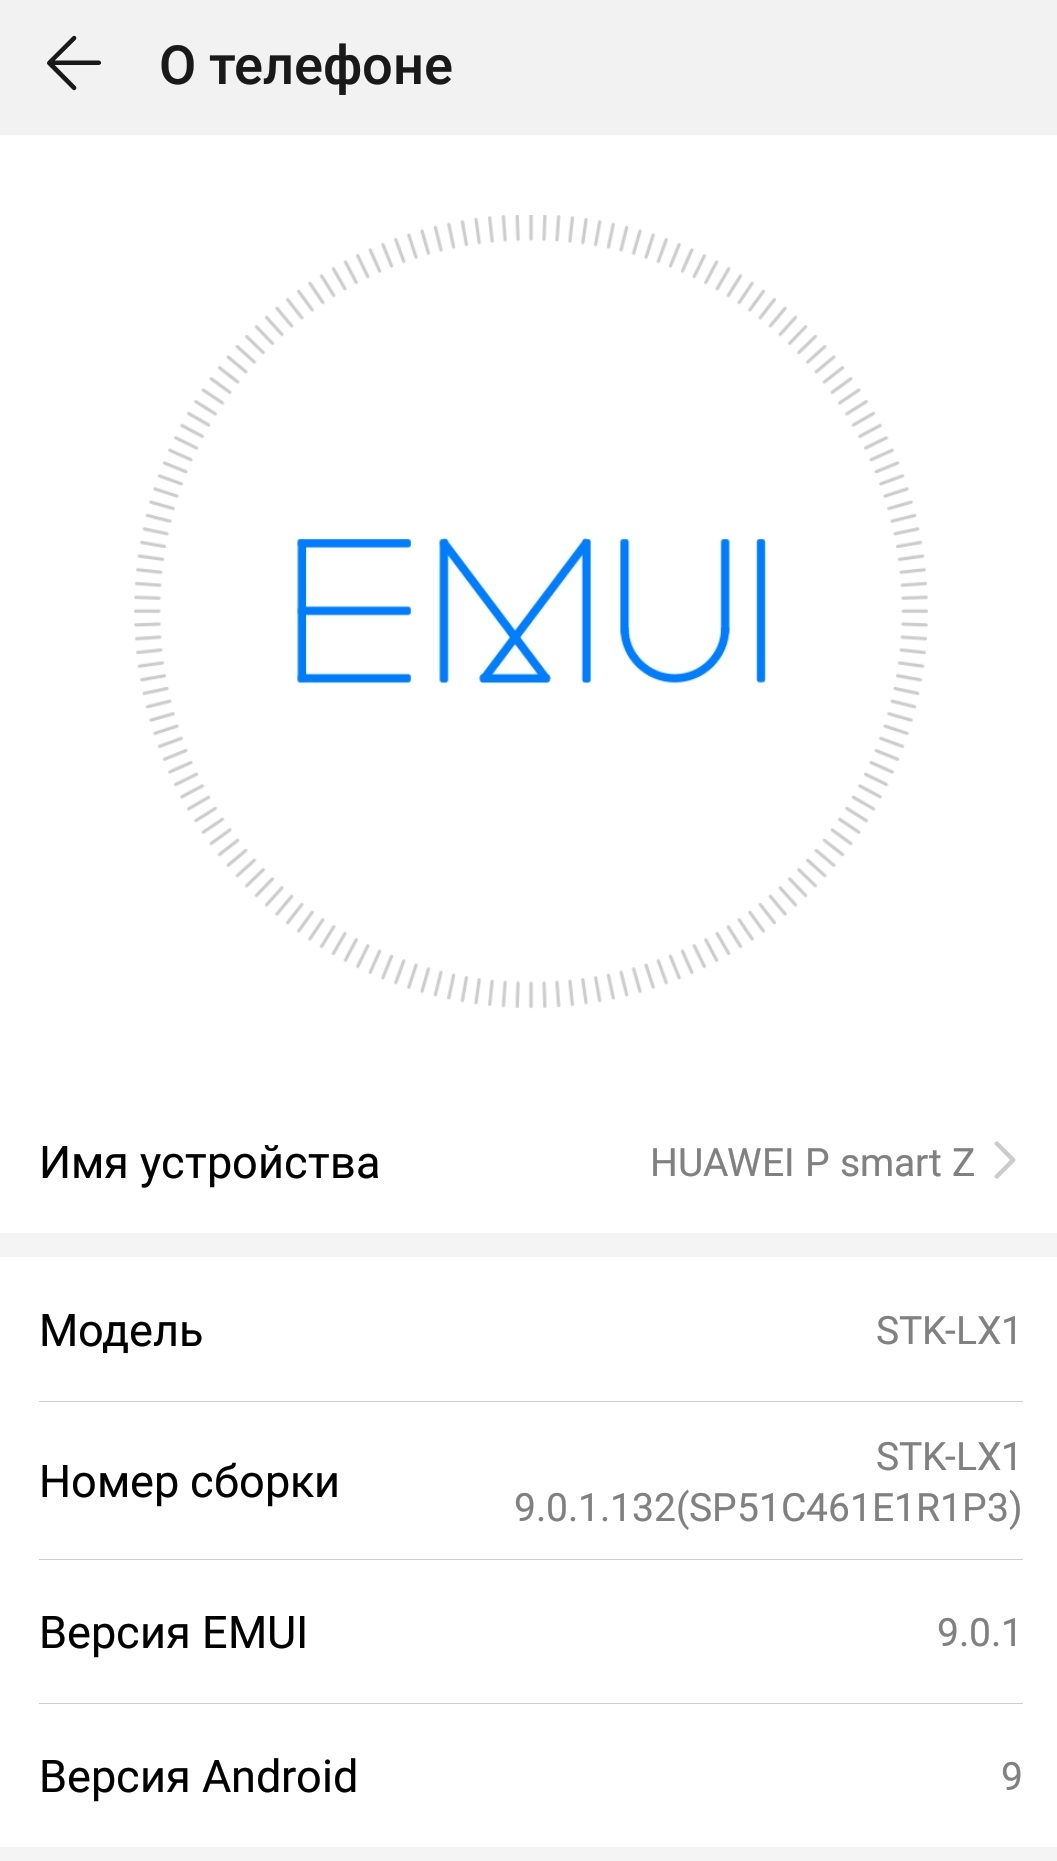 О телефоне
EMUI
Имя устройства HUAWEI P smart Z
Модель STK-LX1
Номер сборки STK-LX1
9.0.1.132(SP51C461E1R1P3)
Версия EMUI 9.0.1
Версия Android 9